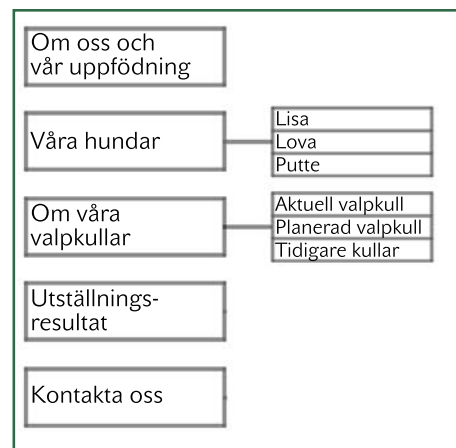 Om oss och
vår uppfödning
Våra hundar
Lisa
Lova
Putte
Om våra
valpkullar
Aktuell valpkull
Planerad valpkull
Tidigare kullar
Utställnings-
resultat
Kontakta oss